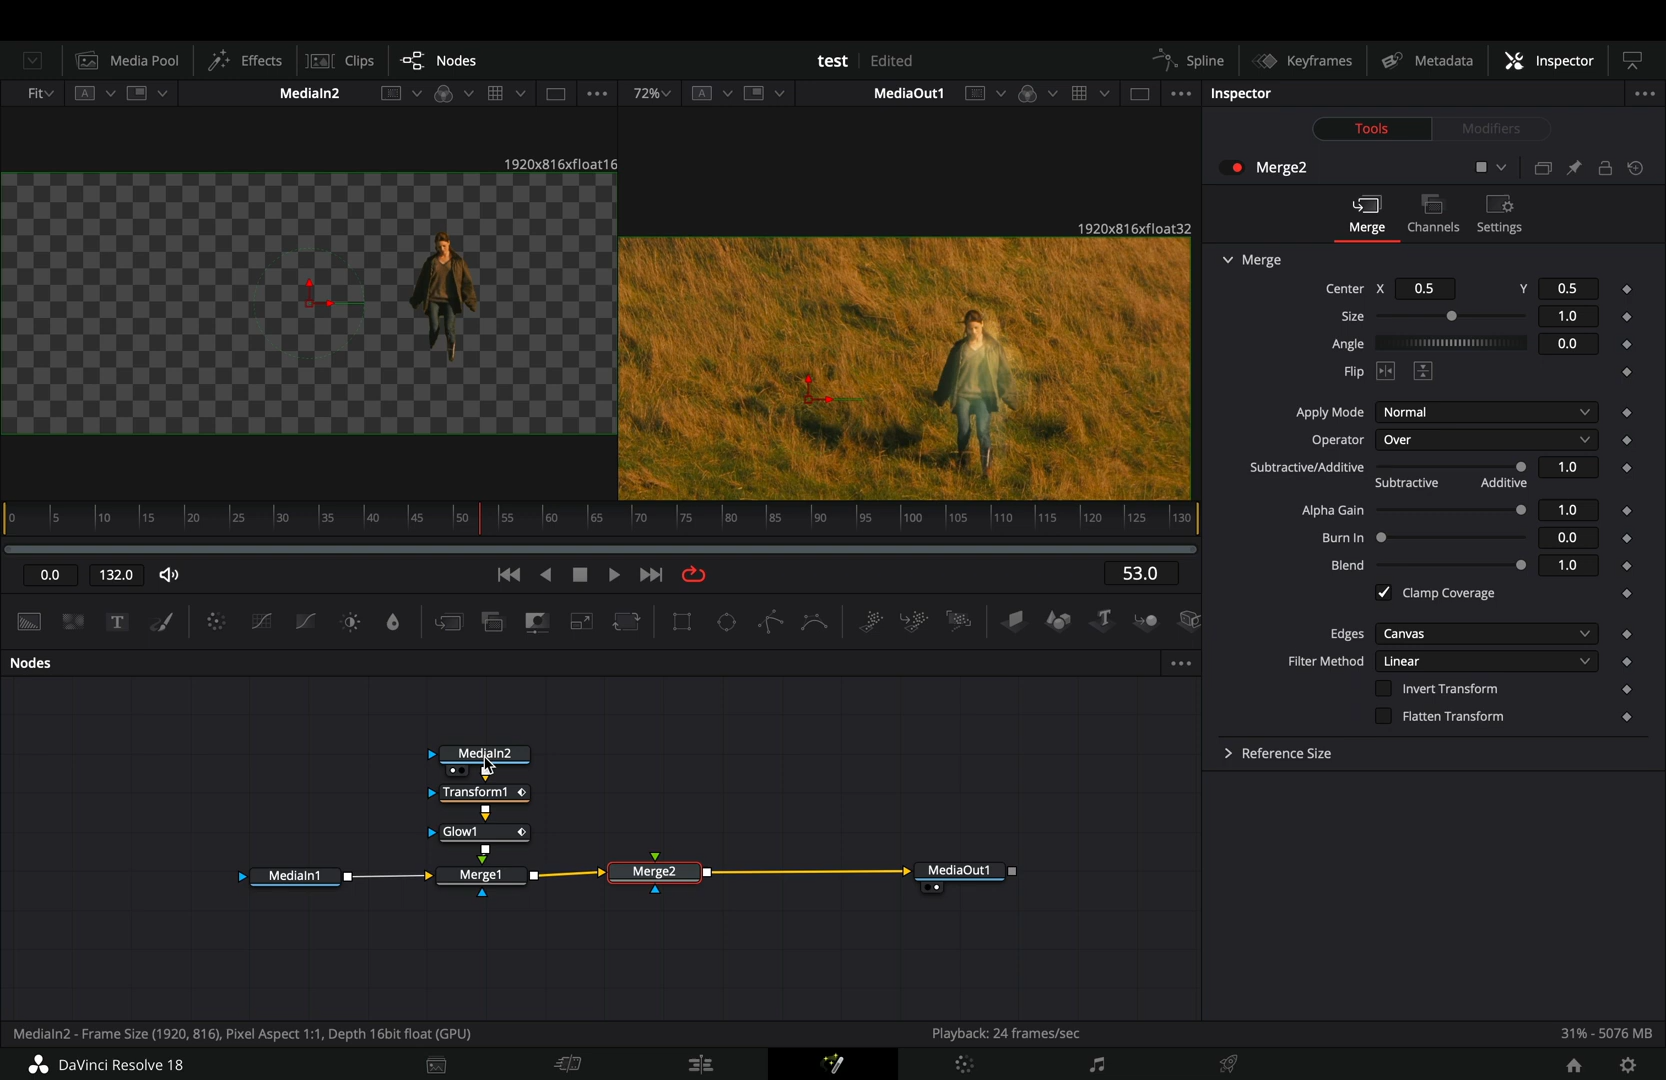 Media Pool Effects Clips Nodes test Edited Spline Keyframes Metadata Inspector
Fit A MediaIn2 72% A MediaOut1 Inspector
Tools Modifiers
1920x816xfloat16
Merge2
1920x816xfloat32
Merge Channels Settings
Merge
Center X 0.5 Y 0.5
Size 1.0
Angle 0.0
Flip
Apply Mode Normal
Operator Over
Subtractive/Additive 1.0
Subtractive Additive
Alpha Gain 1.0
Burn In 0.0
Blend 1.0
Clamp Coverage
Edges Canvas
Filter Method Linear
Invert Transform
Flatten Transform
Reference Size
0 5 10 15 20 25 30 35 40 45 50 55 60 65 70 75 80 85 90 95 100 105 110 115 120 125 130
0.0 132.0 53.0
T T
Nodes
MediaIn2
Transform1
Glow1
MediaIn1 Merge1 Merge2 MediaOut1
MediaIn2 - Frame Size (1920, 816), Pixel Aspect 1:1, Depth 16bit float (GPU) Playback: 24 frames/sec 31% - 5076 MB
DaVinci Resolve 18